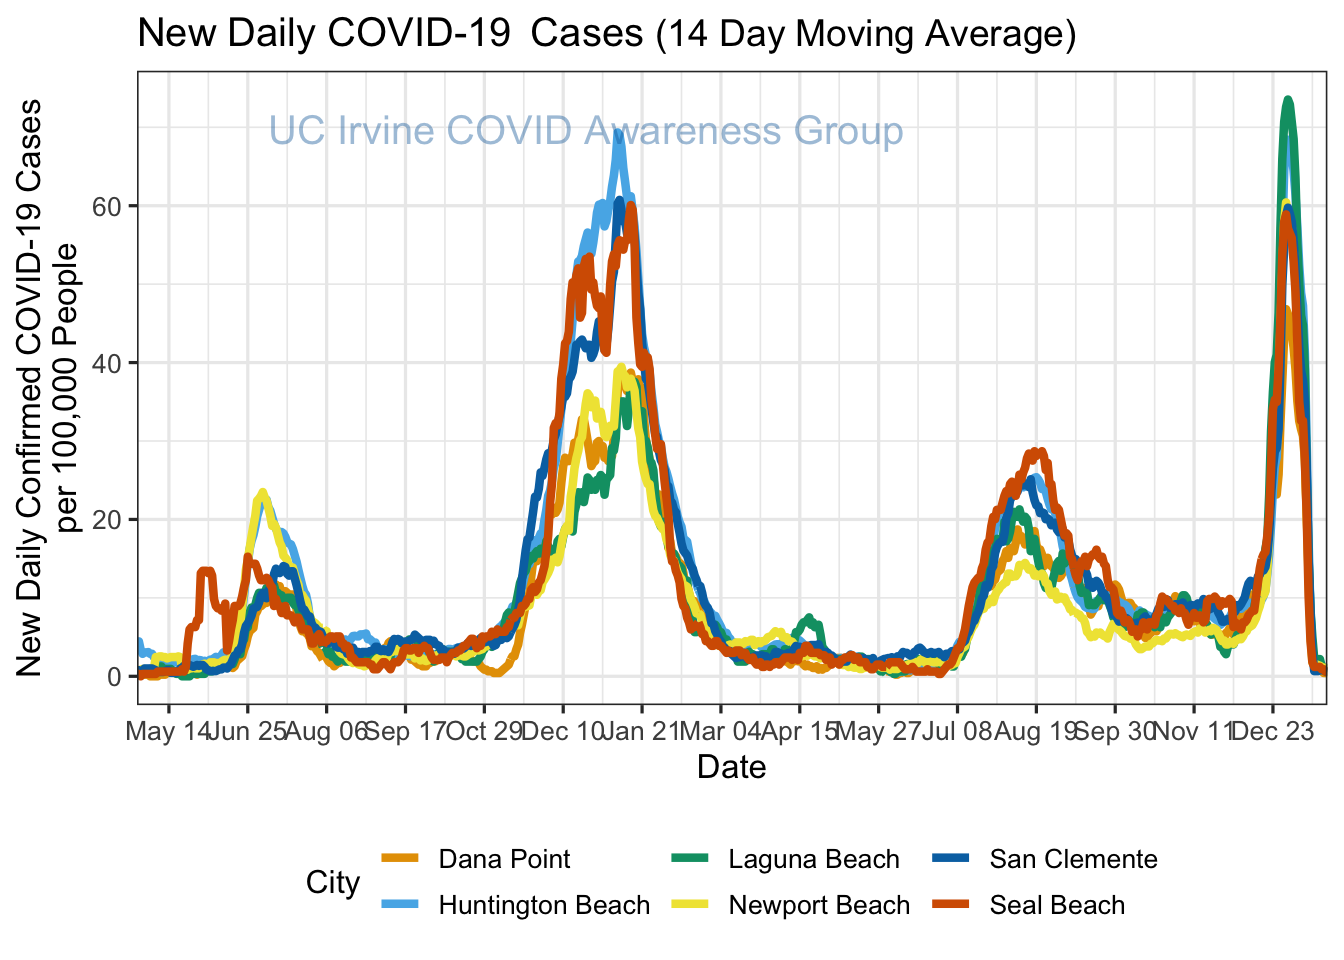 New Daily COVID-19 Cases (14 Day Moving Average)
UC Irvine COVID Awareness Group
New Daily Confirmed COVID-19 Cases
per 100,000 People
60
40
20
0
May 14 Jun 25 Aug 06 Sep 17 Oct 29 Dec 10 Jan 21 Mar 04 Apr 15 May 27 Jul 08 Aug 19 Sep 30 Nov 11 Dec 23
Date
City
Dana Point Laguna Beach San Clemente
Huntington Beach Newport Beach Seal Beach